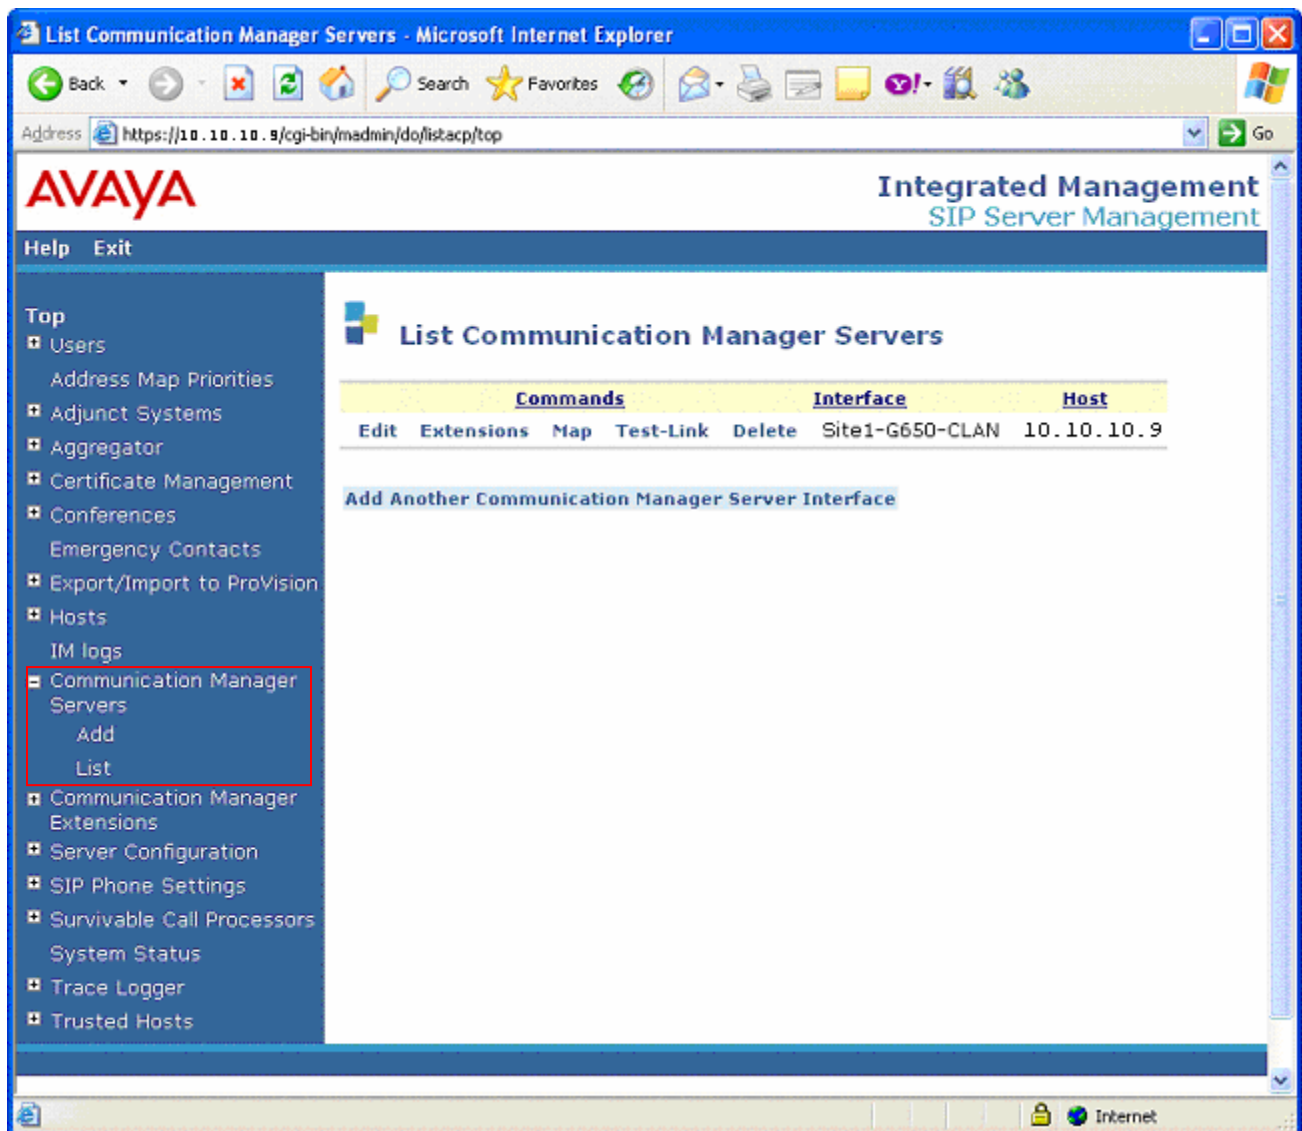 List Communication Manager Servers - Microsoft Internet Explorer
Back Search Favorites
Address https://10.10.10.9/cgi-bin/madmin/do/listacp/top Go
AVAYA
Integrated Management
SIP Server Management
Help Exit
Top
Users
Address Map Priorities
Adjunct Systems
Aggregator
Certificate Management
Conferences
Emergency Contacts
Export/Import to ProVision
Hosts
IM logs
Communication Manager
Servers
Add
List
Communication Manager
Extensions
Server Configuration
SIP Phone Settings
Survivable Call Processors
System Status
Trace Logger
Trusted Hosts
List Communication Manager Servers
Commands Interface Host
Edit Extensions Map Test-Link Delete Site1-G650-CLAN 10.10.10.9
Add Another Communication Manager Server Interface
Internet